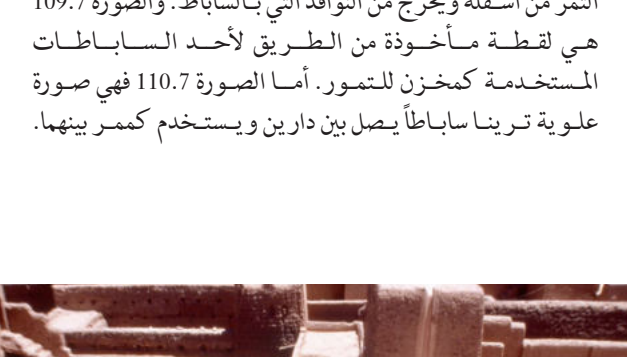 التمر من أسفله ويخرج من النوافذ التي بالساباط. والصورة 109.7
هي لقطة مأخوذة من الطريق لأحد الساباطات
المستخدمة كمخزن للتمور. أما الصورة 110.7 فهي صورة
علوية ترينا ساباطاً يصل بين دارين ويستخدم كممر بينهما.